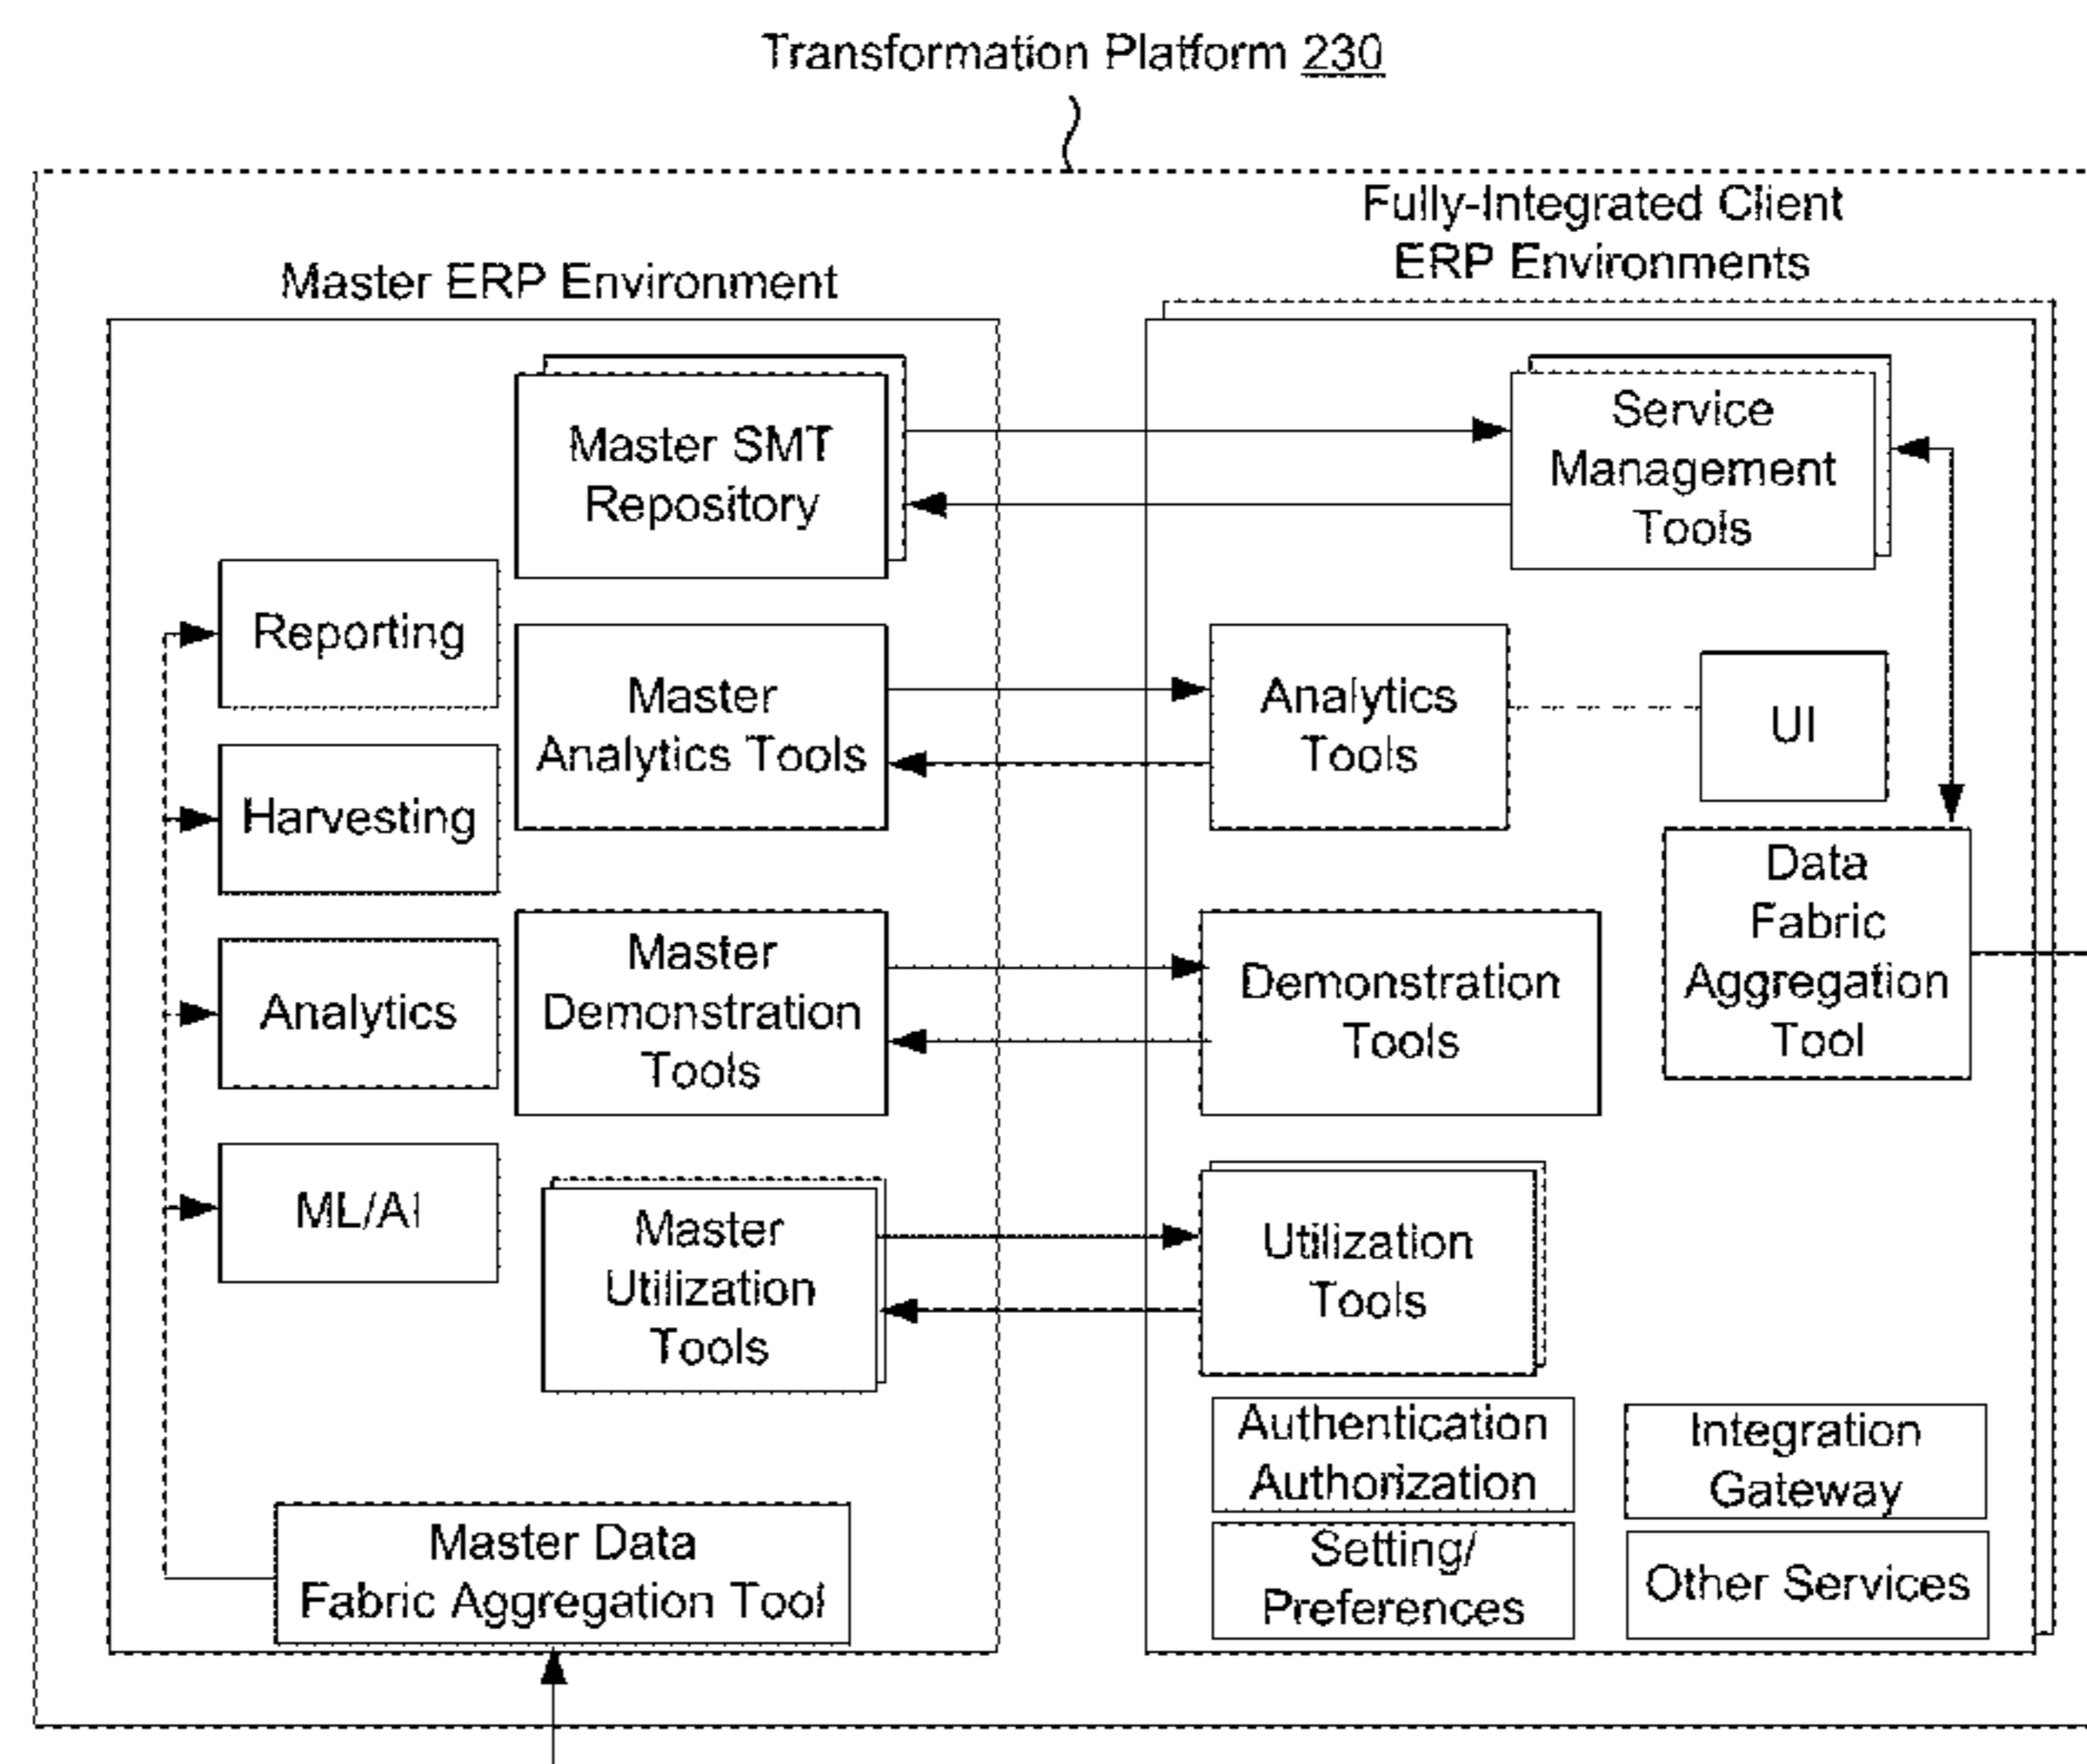 Transformation Platform 230
Master ERP Environment
Master SMT
Repository
Reporting
Master
Analytics Tools
Harvesting
Master
Demonstration
Tools
Analytics
ML/AI
Master
Utilization
Tools
Master Data
Fabric Aggregation Tool
Fully-Integrated Client
ERP Environments
Service
Management
Tools
Analytics
Tools
UI
Data
Fabric
Aggregation
Tool
Demonstration
Tools
Utilization
Tools
Authentication
Authorization
Integration
Gateway
Setting/
Preferences
Other Services